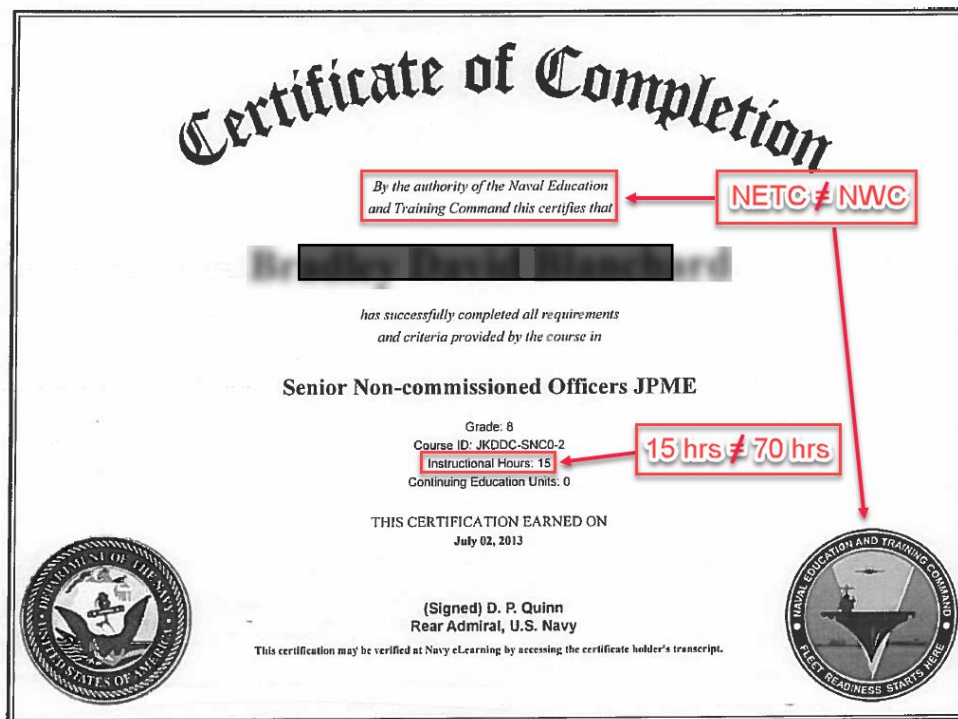 Certificate of Completion
By the authority of the Naval Education
and Training Command this certifies that
NETC ≠ NWC
has successfully completed all requirements
and criteria provided by the course in
Senior Non-commissioned Officers JPME
Grade: 8
Course ID: JKDDC-SNC0-2
Instructional Hours: 15
15 hrs ≠ 70 hrs
Continuing Education Units: 0
THIS CERTIFICATION EARNED ON
July 02, 2013
(Signed) D. P. Quinn
Rear Admiral, U.S. Navy
This certification may be verified at Navy eLearning by accessing the certificate holder's transcript.
DEPARTMENT OF THE NAVY
UNITED STATES OF AMERICA
NAVAL EDUCATION AND TRAINING COMMAND
FLEET READINESS STARTS HERE